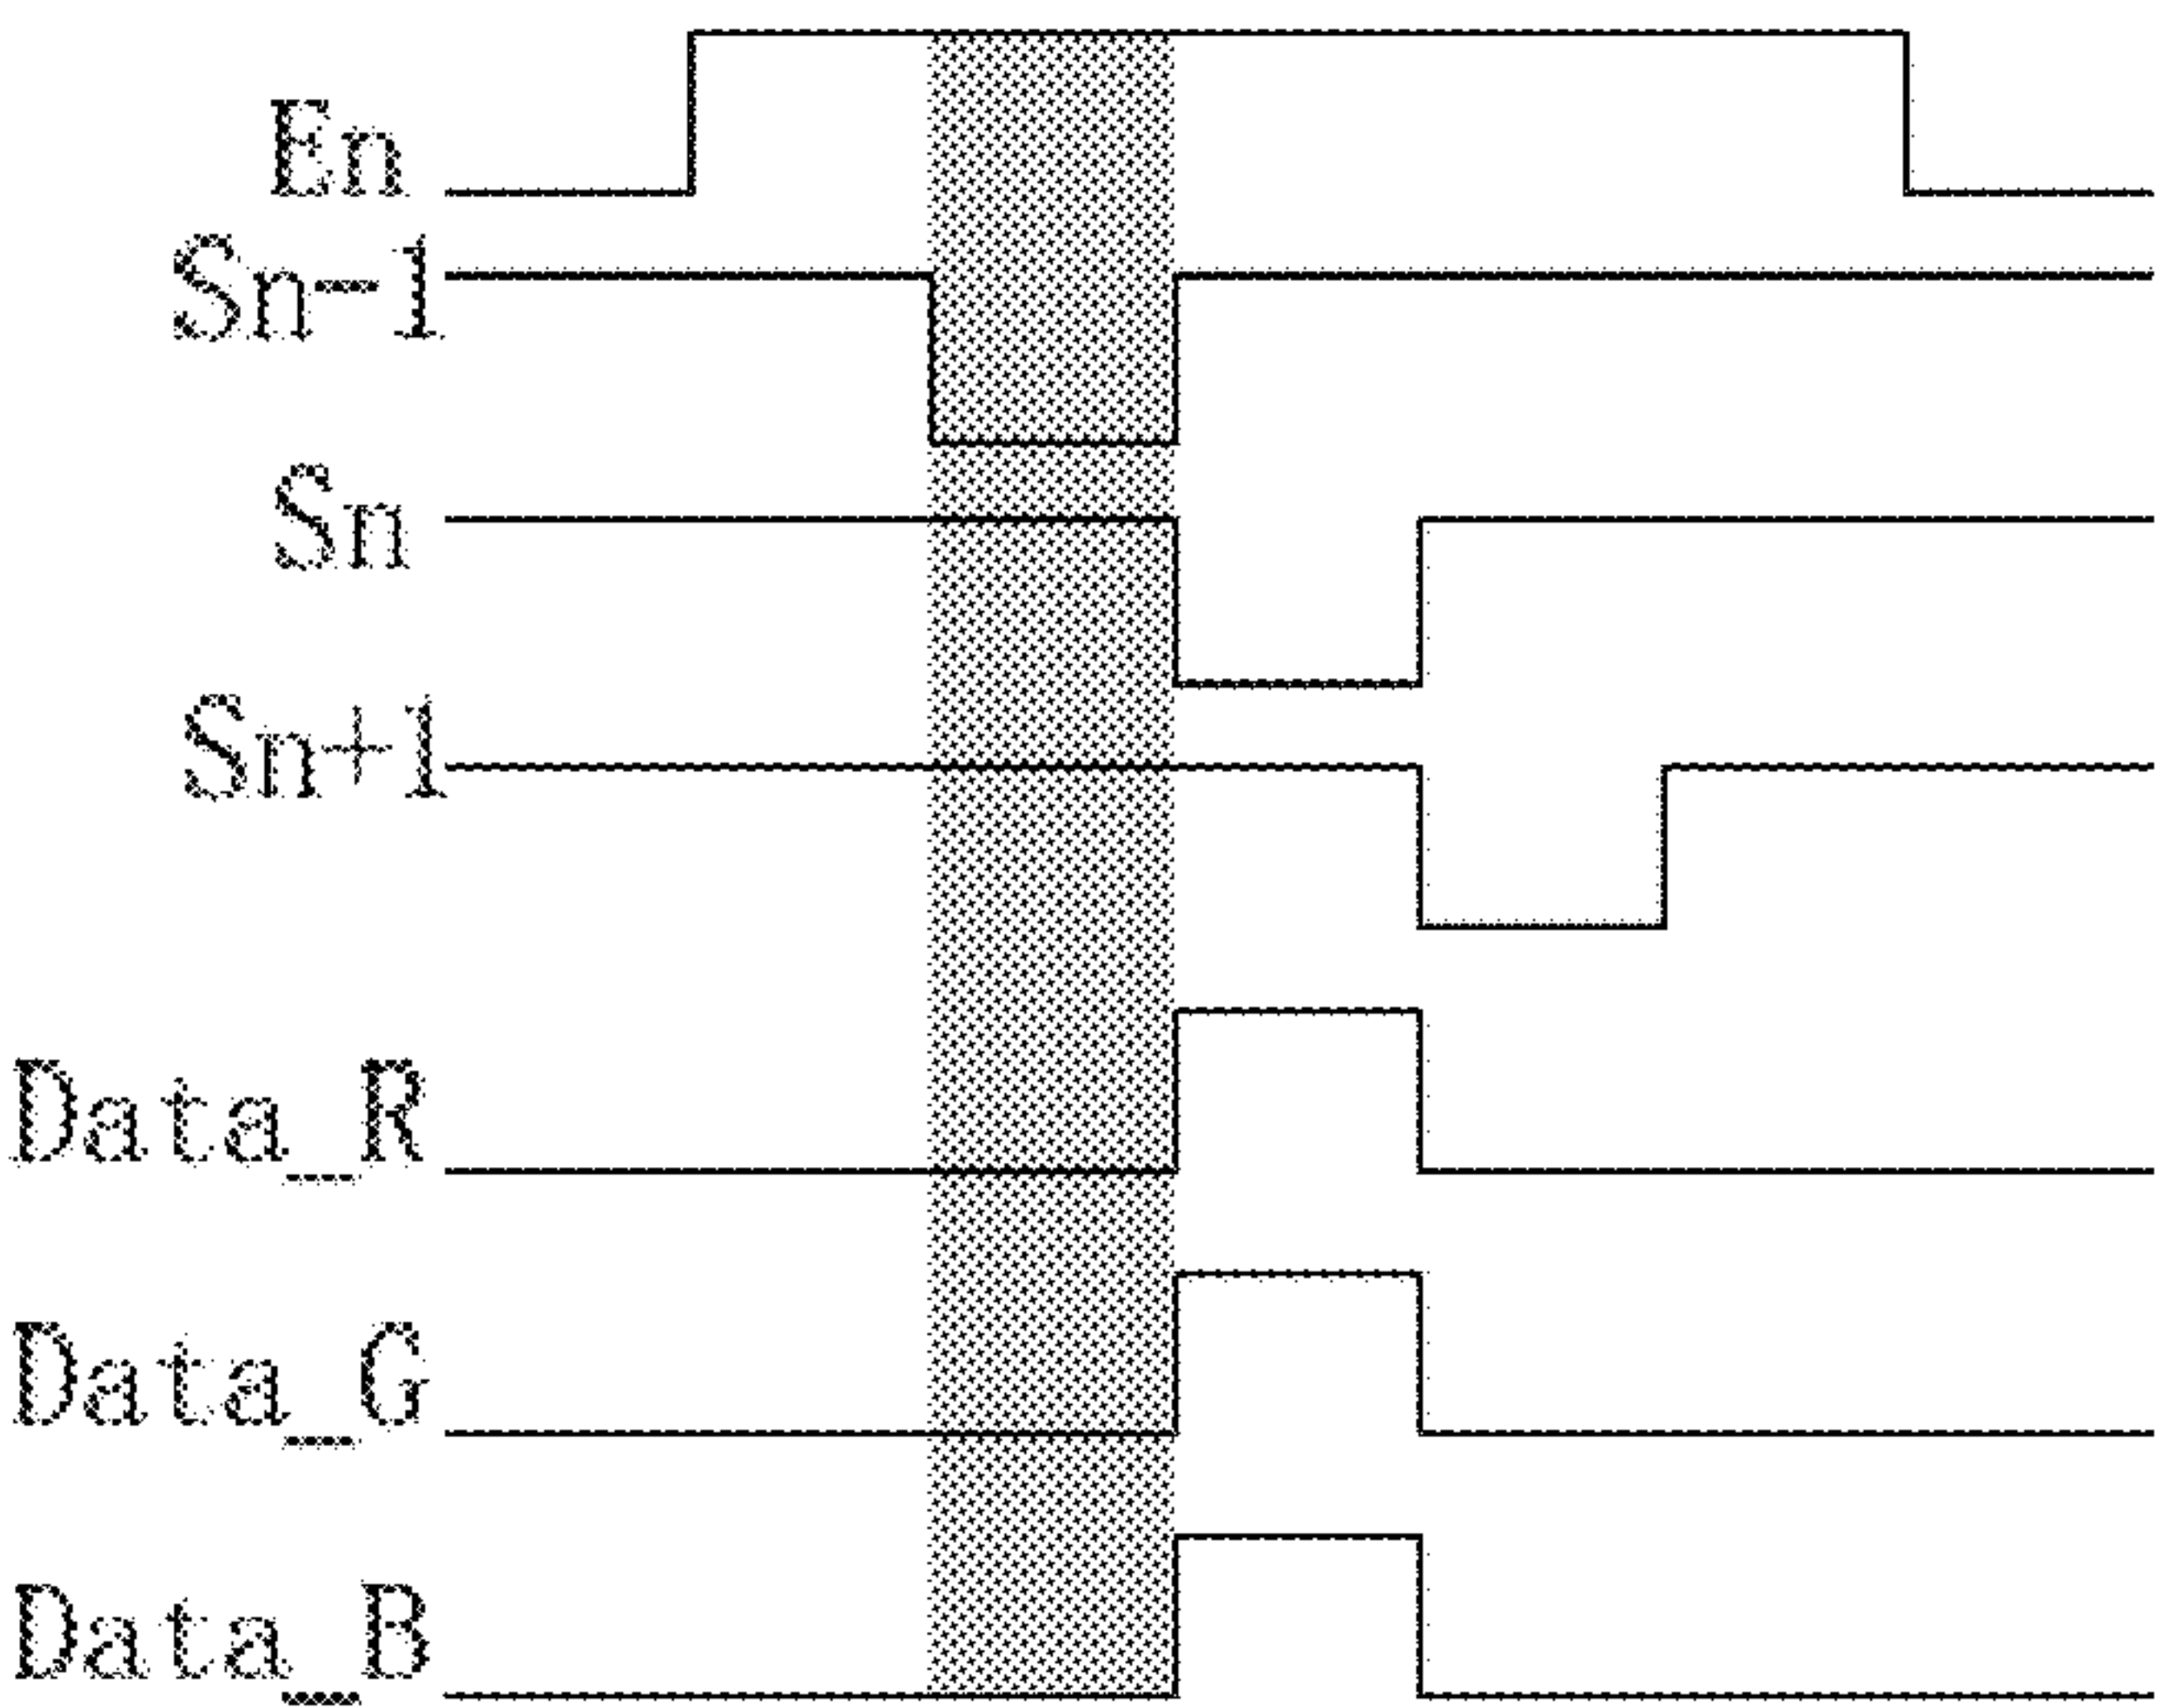 En
Sn-1
Sn
Sn+1
Data_R
Data_G
Data_B